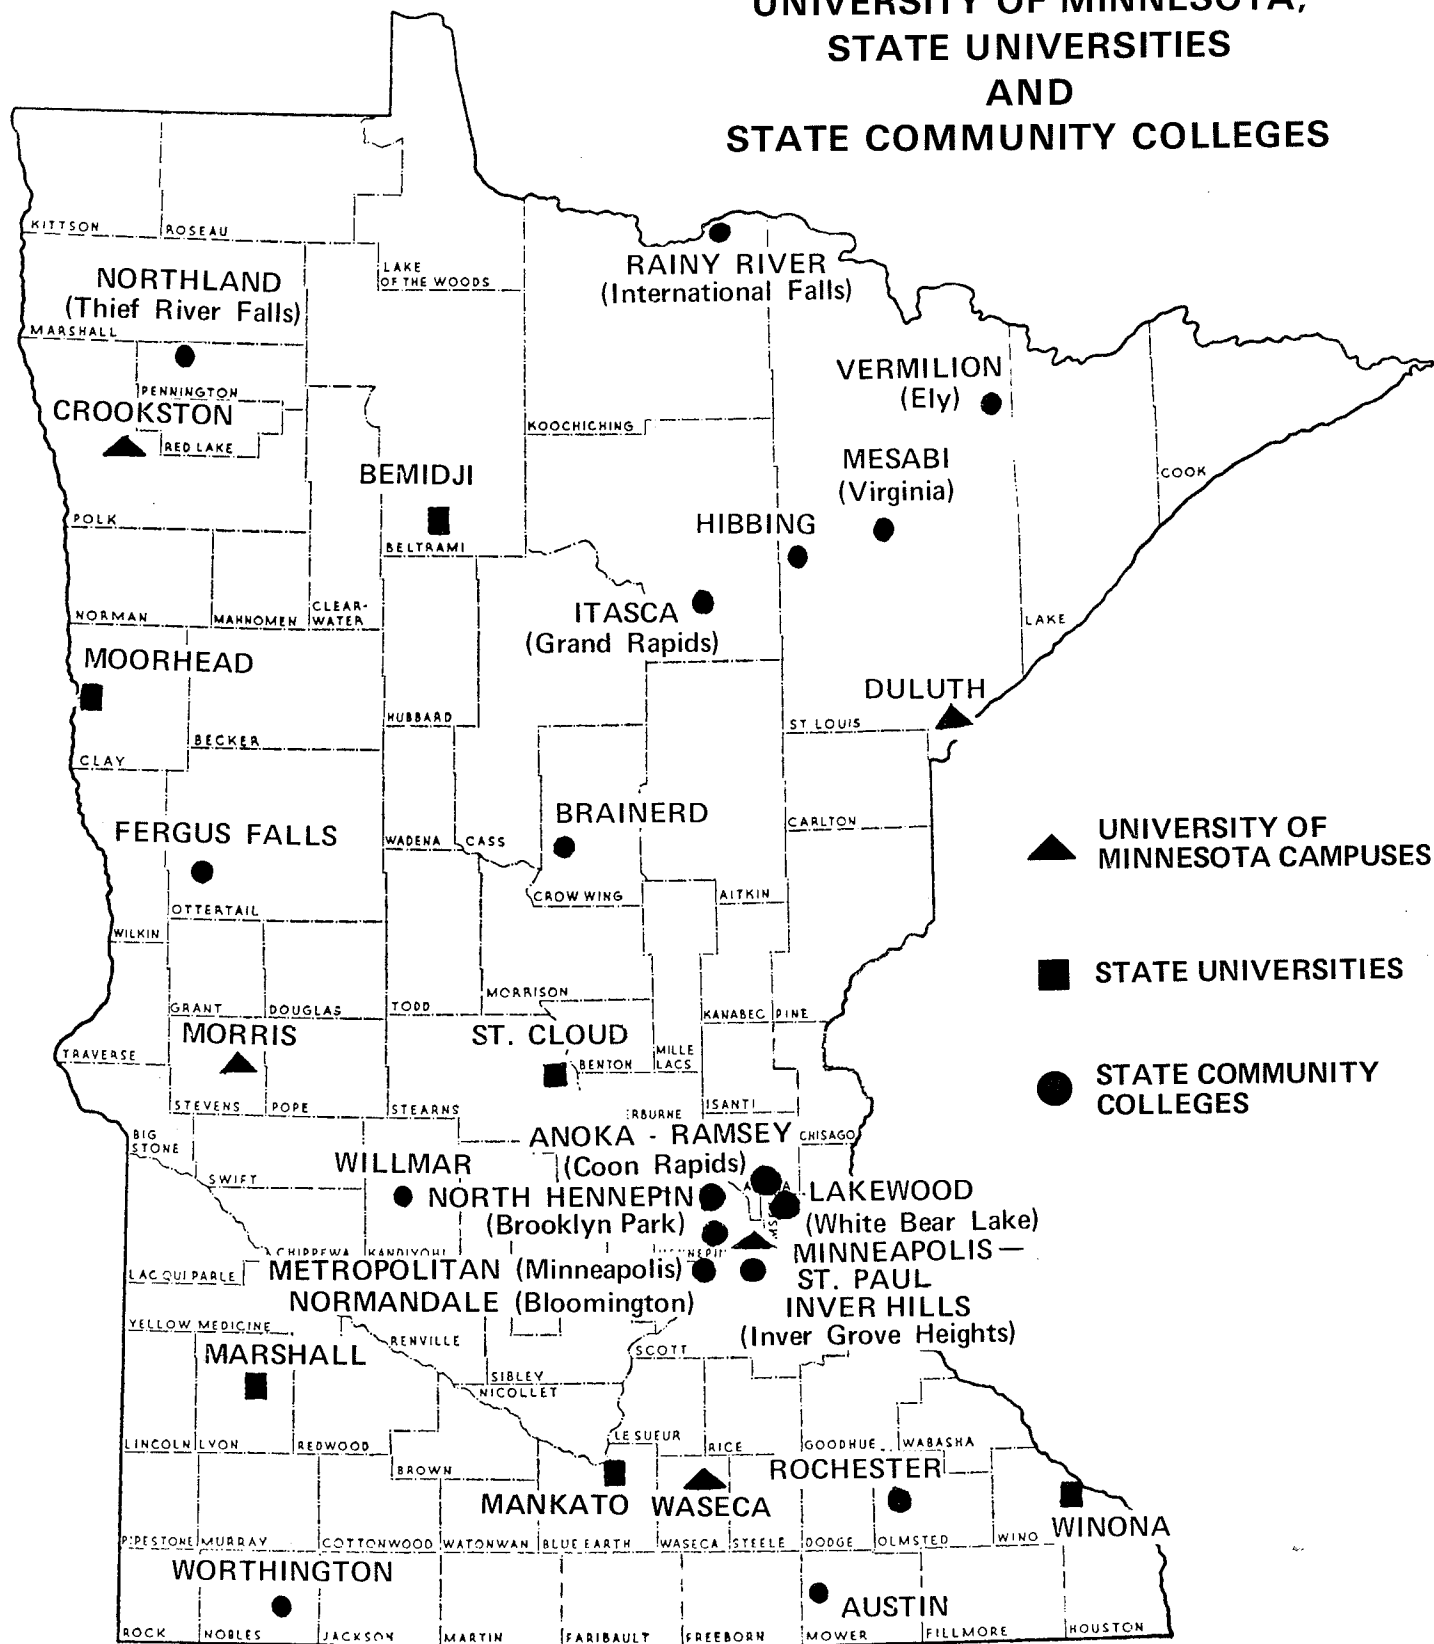 UNIVERSITY OF MINNESOTA,
STATE UNIVERSITIES
AND
STATE COMMUNITY COLLEGES
KITTSON
ROSEAU
LAKE
OF THE WOODS
NORTHLAND
(Thief River Falls)
RAINY RIVER
(International Falls)
MARSHALL
PENNINGTON
CROOKSTON
RED LAKE
VERMILION
(Ely)
KOOCHICHING
BEMIDJI
MESABI
(Virginia)
COOK
POLK
BELTRAMI
HIBBING
NORMAN
MAHNOMEN
CLEAR-
WATER
ITASCA
(Grand Rapids)
LAKE
MOORHEAD
DULUTH
HUBBARD
ST LOUIS
BECKER
CLAY
BRAINERD
FERGUS FALLS
WADENA
CASS
CARLTON
UNIVERSITY OF
MINNESOTA CAMPUSES
CROW WING
AITKIN
OTTERTAIL
WILKIN
STATE UNIVERSITIES
MORRISON
GRANT
DOUGLAS
TODD
KANABEC
PINE
MORRIS
ST. CLOUD
TRAVERSE
BENTON
MILLE
LACS
STATE COMMUNITY
COLLEGES
STEVENS
POPE
STEARNS
RBURNE
ISANTI
BIG
STONE
ANOKA - RAMSEY
(Coon Rapids)
CHISAGO
WILLMAR
SWIFT
NORTH HENNEPIN
(Brooklyn Park)
LAKEWOOD
(White Bear Lake)
CHIPPEWA
KANDIYOHI
MINNEAPOLIS —
ST. PAUL
LAC QUI PARLE
METROPOLITAN (Minneapolis)
NORMANDALE (Bloomington)
INVER HILLS
(Inver Grove Heights)
YELLOW MEDICINE
RENVILLE
MARSHALL
SCOTT
SIBLEY
NICOLLET
LINCOLN
LYON
REDWOOD
LE SUEUR
RICE
GOODHUE
WABASHA
BROWN
ROCHESTER
MANKATO
WASECA
WINONA
PIPESTONE
MURRAY
COTTONWOOD
WATONWAN
BLUE EARTH
WASECA
STEELE
DODGE
OLMSTED
WINO
WORTHINGTON
AUSTIN
ROCK
NOBLES
JACKSON
MARTIN
FARIBAULT
FREEBORN
MOWER
FILLMORE
HOUSTON